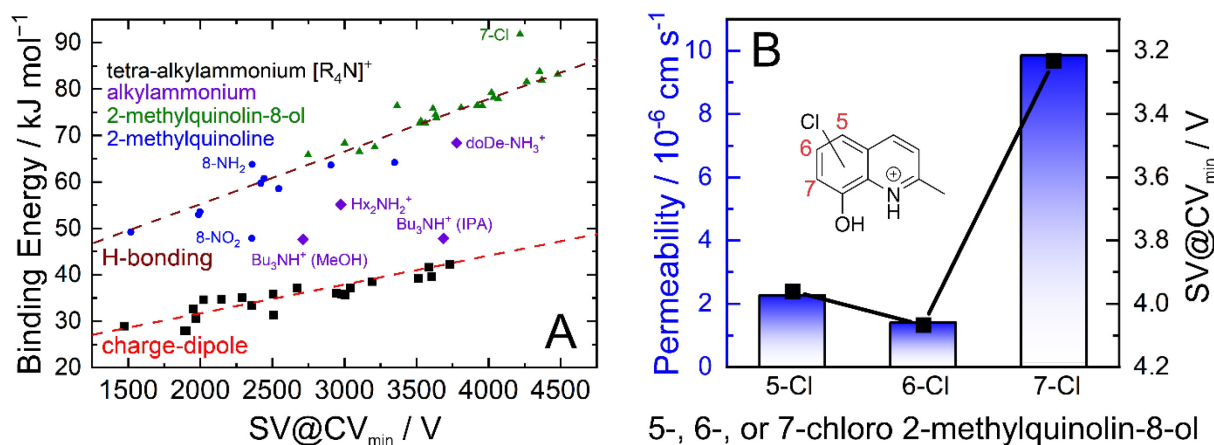 Binding Energy / kJ mol⁻¹
90
80
70
60
50
40
30
20
tetra-alkylammonium [R₄N]⁺
alkylammonium
2-methylquinolin-8-ol
2-methylquinoline
7-Cl
8-NH₂
doDe-NH₃⁺
Hx₂NH₂⁺
Bu₃NH⁺ (IPA)
8-NO₂
Bu₃NH⁺ (MeOH)
H-bonding
charge-dipole
A
1500 2000 2500 3000 3500 4000 4500
SV@CVmin / V
Permeability / 10⁻⁶ cm s⁻¹
10
8
6
4
2
0
B
Cl
5
6
7
+
N
H
OH
3.2
3.4
3.6
3.8
4.0
4.2
SV@CVmin / V
5-Cl 6-Cl 7-Cl
5-, 6-, or 7-chloro 2-methylquinolin-8-ol